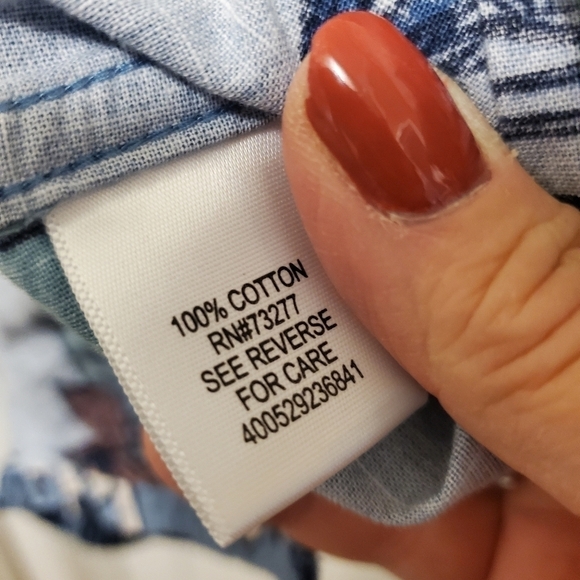 100% COTTON
RN#73277
SEE REVERSE
FOR CARE
400529236841